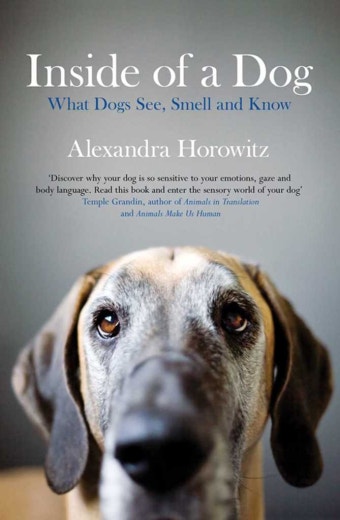 Inside of a Dog
What Dogs See, Smell and Know
Alexandra Horowitz
‘Discover why your dog is so sensitive to your emotions, gaze and
body language. Read this book and enter the sensory world of your dog’
Temple Grandin, author of Animals in Translation
and Animals Make Us Human